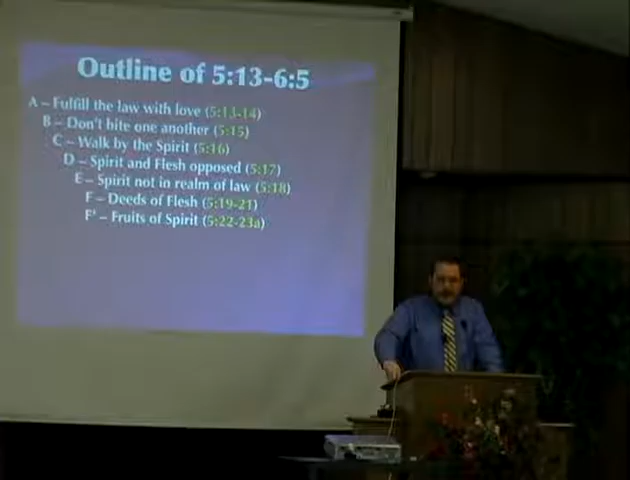 Outline of 5:13-6:5
A – Fulfill the law with love (5:13-14)
B – Don't bite one another (5:15)
C – Walk by the Spirit (5:16)
D – Spirit and Flesh opposed (5:17)
E – Spirit not in realm of law (5:18)
F – Deeds of Flesh (5:19-21)
F' – Fruits of Spirit (5:22-23a)